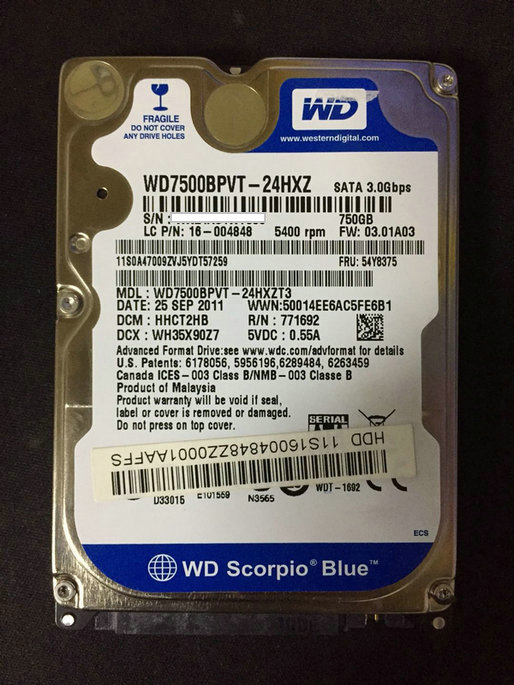 FRAGILE
DO NOT COVER
ANY DRIVE HOLES
WD
www.westerndigital.com
WD7500BPVT-24HXZ SATA 3.0Gbps
S/N : 750GB
LC P/N: 16-004848 5400 rpm FW: 03.01A03
11S0A47009ZVJ5YDT57259 FRU: 54Y8375
MDL : WD7500BPVT-24HXZT3
DATE: 25 SEP 2011 WWN:50014EE6AC5FE6B1
DCM : HHCT2HB R/N : 771692
DCX : WH35X90Z7 5VDC : 0.55A
Advanced Format Drive:see www.wdc.com/advformat for details
U.S. Patents: 6178056, 5956196,6289484, 6263459
Canada ICES-003 Class B/NMB-003 Classe B
Product of Malaysia
Product warranty will be void if seal,
label or cover is removed or damaged.
Do not press on top cover.
SERIAL
HDD 11S16004848ZZ0001AAFFS
D33015 E101559 N3565 WDT-1692
ECS
WD Scorpio® Blue™